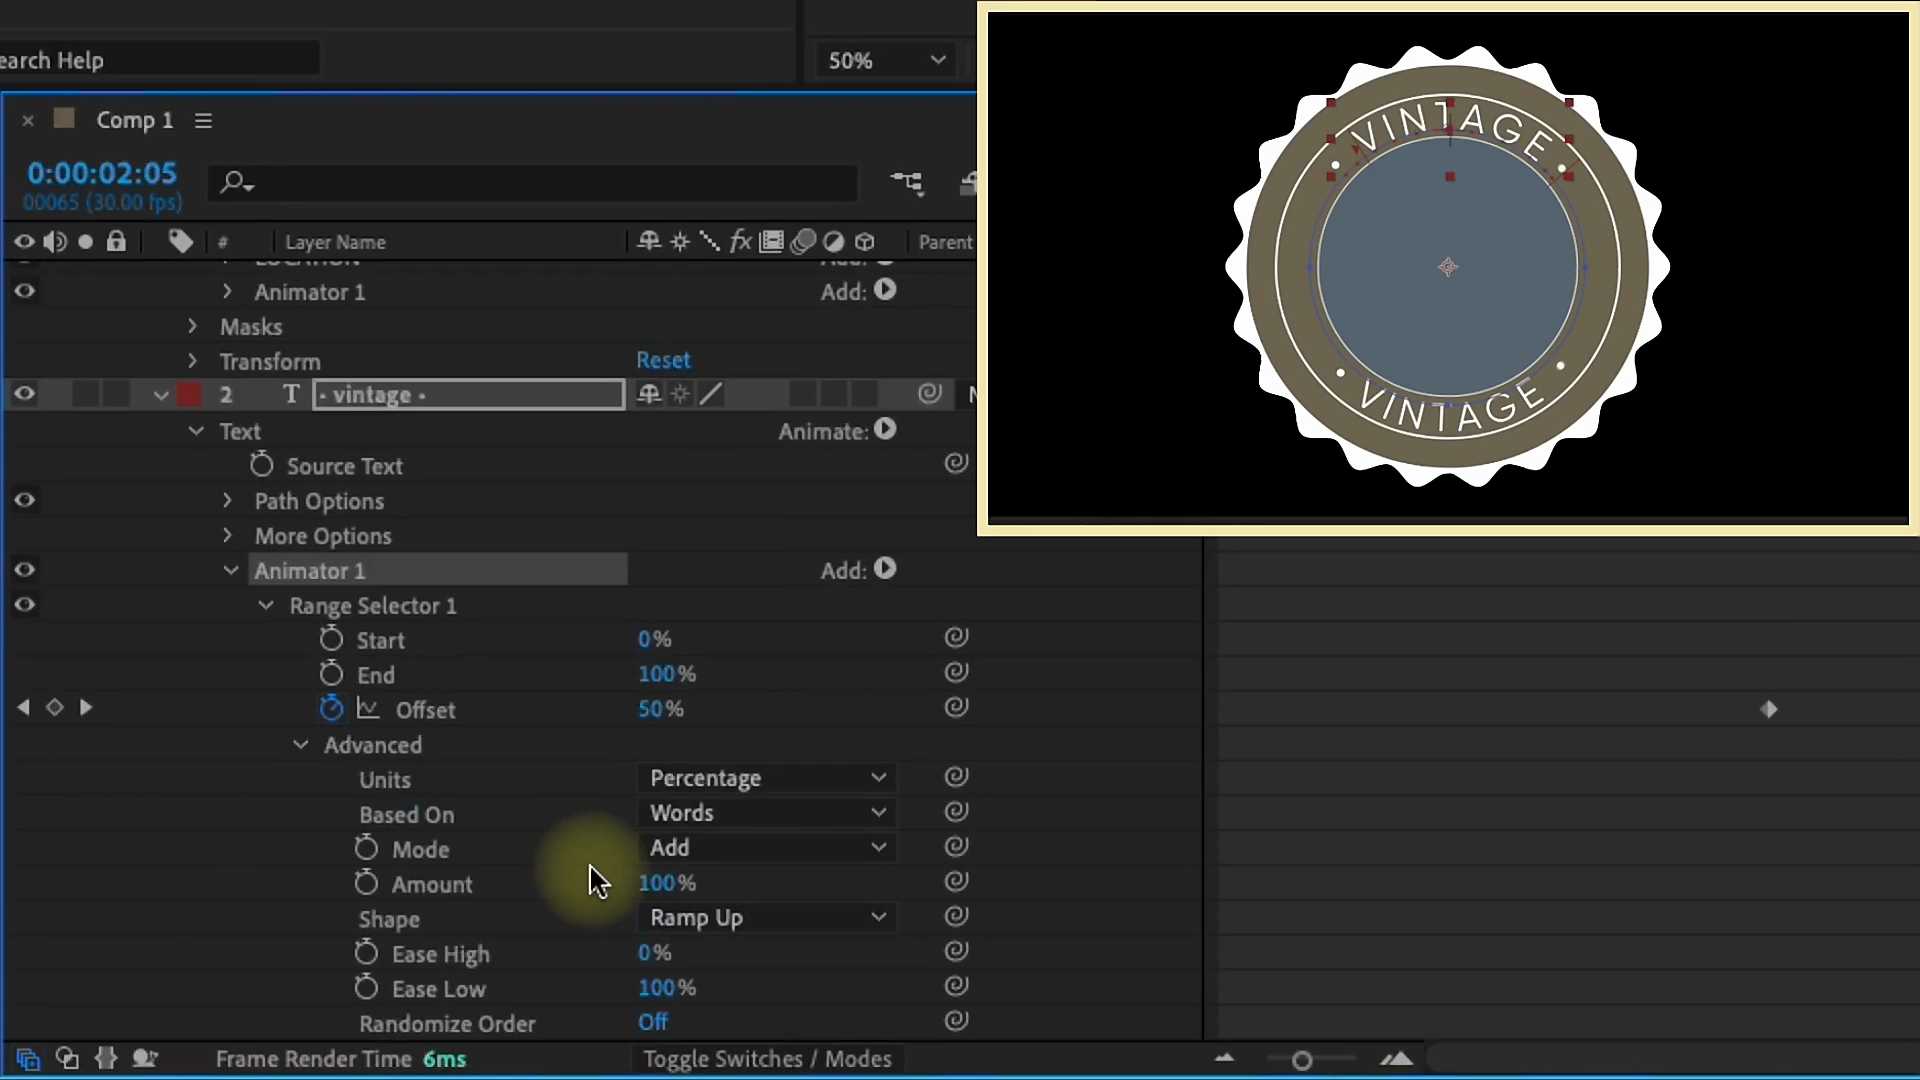 earch Help
50%
Comp 1
0:00:02:05
00065 (30.00 fps)
# Layer Name Parent
LOCATION Add:
Animator 1 Add:
Masks
Transform Reset
2 T • vintage •
Text Animate:
Source Text
Path Options
More Options
Animator 1 Add:
Range Selector 1
Start 0%
End 100%
Offset 50%
Advanced
Units Percentage
Based On Words
Mode Add
Amount 100%
Shape Ramp Up
Ease High 0%
Ease Low 100%
Randomize Order Off
Frame Render Time 6ms
Toggle Switches / Modes
• VINTAGE •
• VINTAGE •